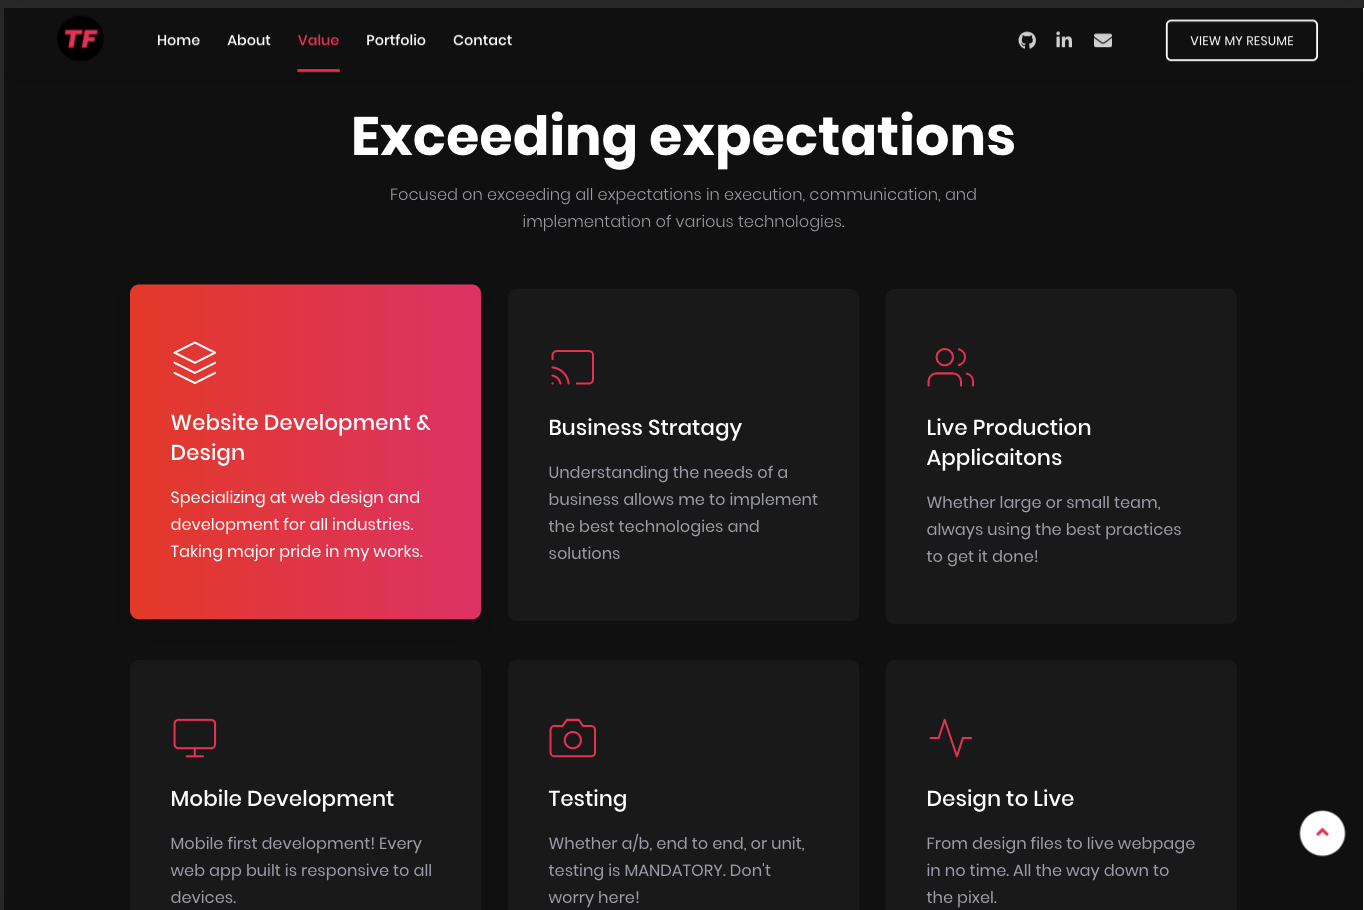 TF
Home About Value Portfolio Contact
VIEW MY RESUME
Exceeding expectations
Focused on exceeding all expectations in execution, communication, and
implementation of various technologies.
Website Development &
Design
Specializing at web design and
development for all industries.
Taking major pride in my works.
Business Stratagy
Understanding the needs of a
business allows me to implement
the best technologies and
solutions
Live Production
Applicaitons
Whether large or small team,
always using the best practices
to get it done!
Mobile Development
Mobile first development! Every
web app built is responsive to all
devices.
Testing
Whether a/b, end to end, or unit,
testing is MANDATORY. Don't
worry here!
Design to Live
From design files to live webpage
in no time. All the way down to
the pixel.